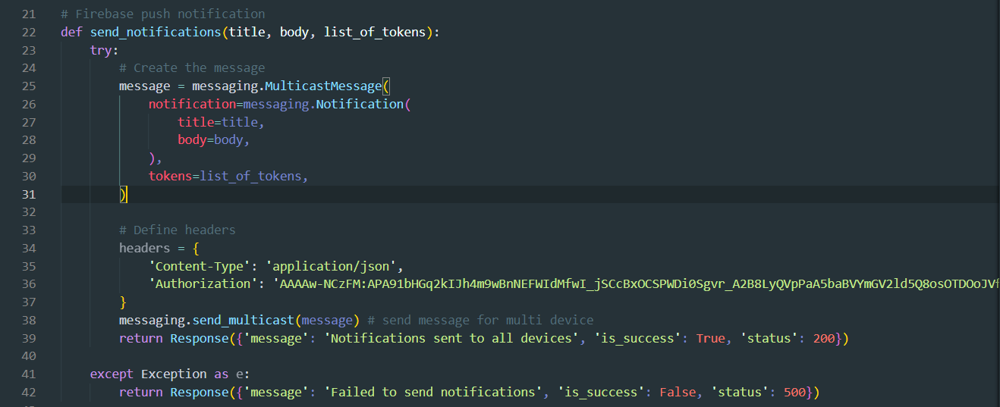 21 # Firebase push notification
22 def send_notifications(title, body, list_of_tokens):
23 try:
24 # Create the message
25 message = messaging.MulticastMessage(
26 notification=messaging.Notification(
27 title=title,
28 body=body,
29 ),
30 tokens=list_of_tokens,
31 )
32
33 # Define headers
34 headers = {
35 'Content-Type': 'application/json',
36 'Authorization': 'AAAAw-NCzFM:APA91bHGq2kIJh4m9wBnNEFWIdMfwI_jSCcBxOCSPWDi0Sgvr_A2B8LyQVpPaA5baBVYmGV2ld5Q8osOTDOoJVf
37 }
38 messaging.send_multicast(message) # send message for multi device
39 return Response({'message': 'Notifications sent to all devices', 'is_success': True, 'status': 200})
40
41 except Exception as e:
42 return Response({'message': 'Failed to send notifications', 'is_success': False, 'status': 500})